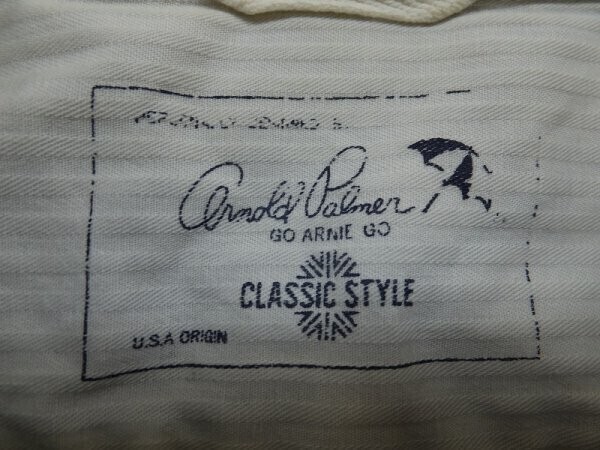 Arnold Palmer
GO ARNIE GO
CLASSIC STYLE
U.S.A ORIGIN